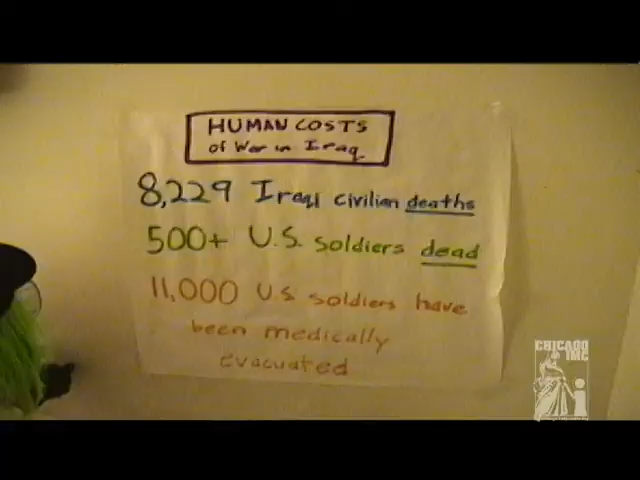 HUMAN COSTS
of War in Iraq
8,229 Iraqi civilian deaths
500+ U.S. soldiers dead
11,000 U.S soldiers have
been medically
evacuated
CHICAGO
IMC
i